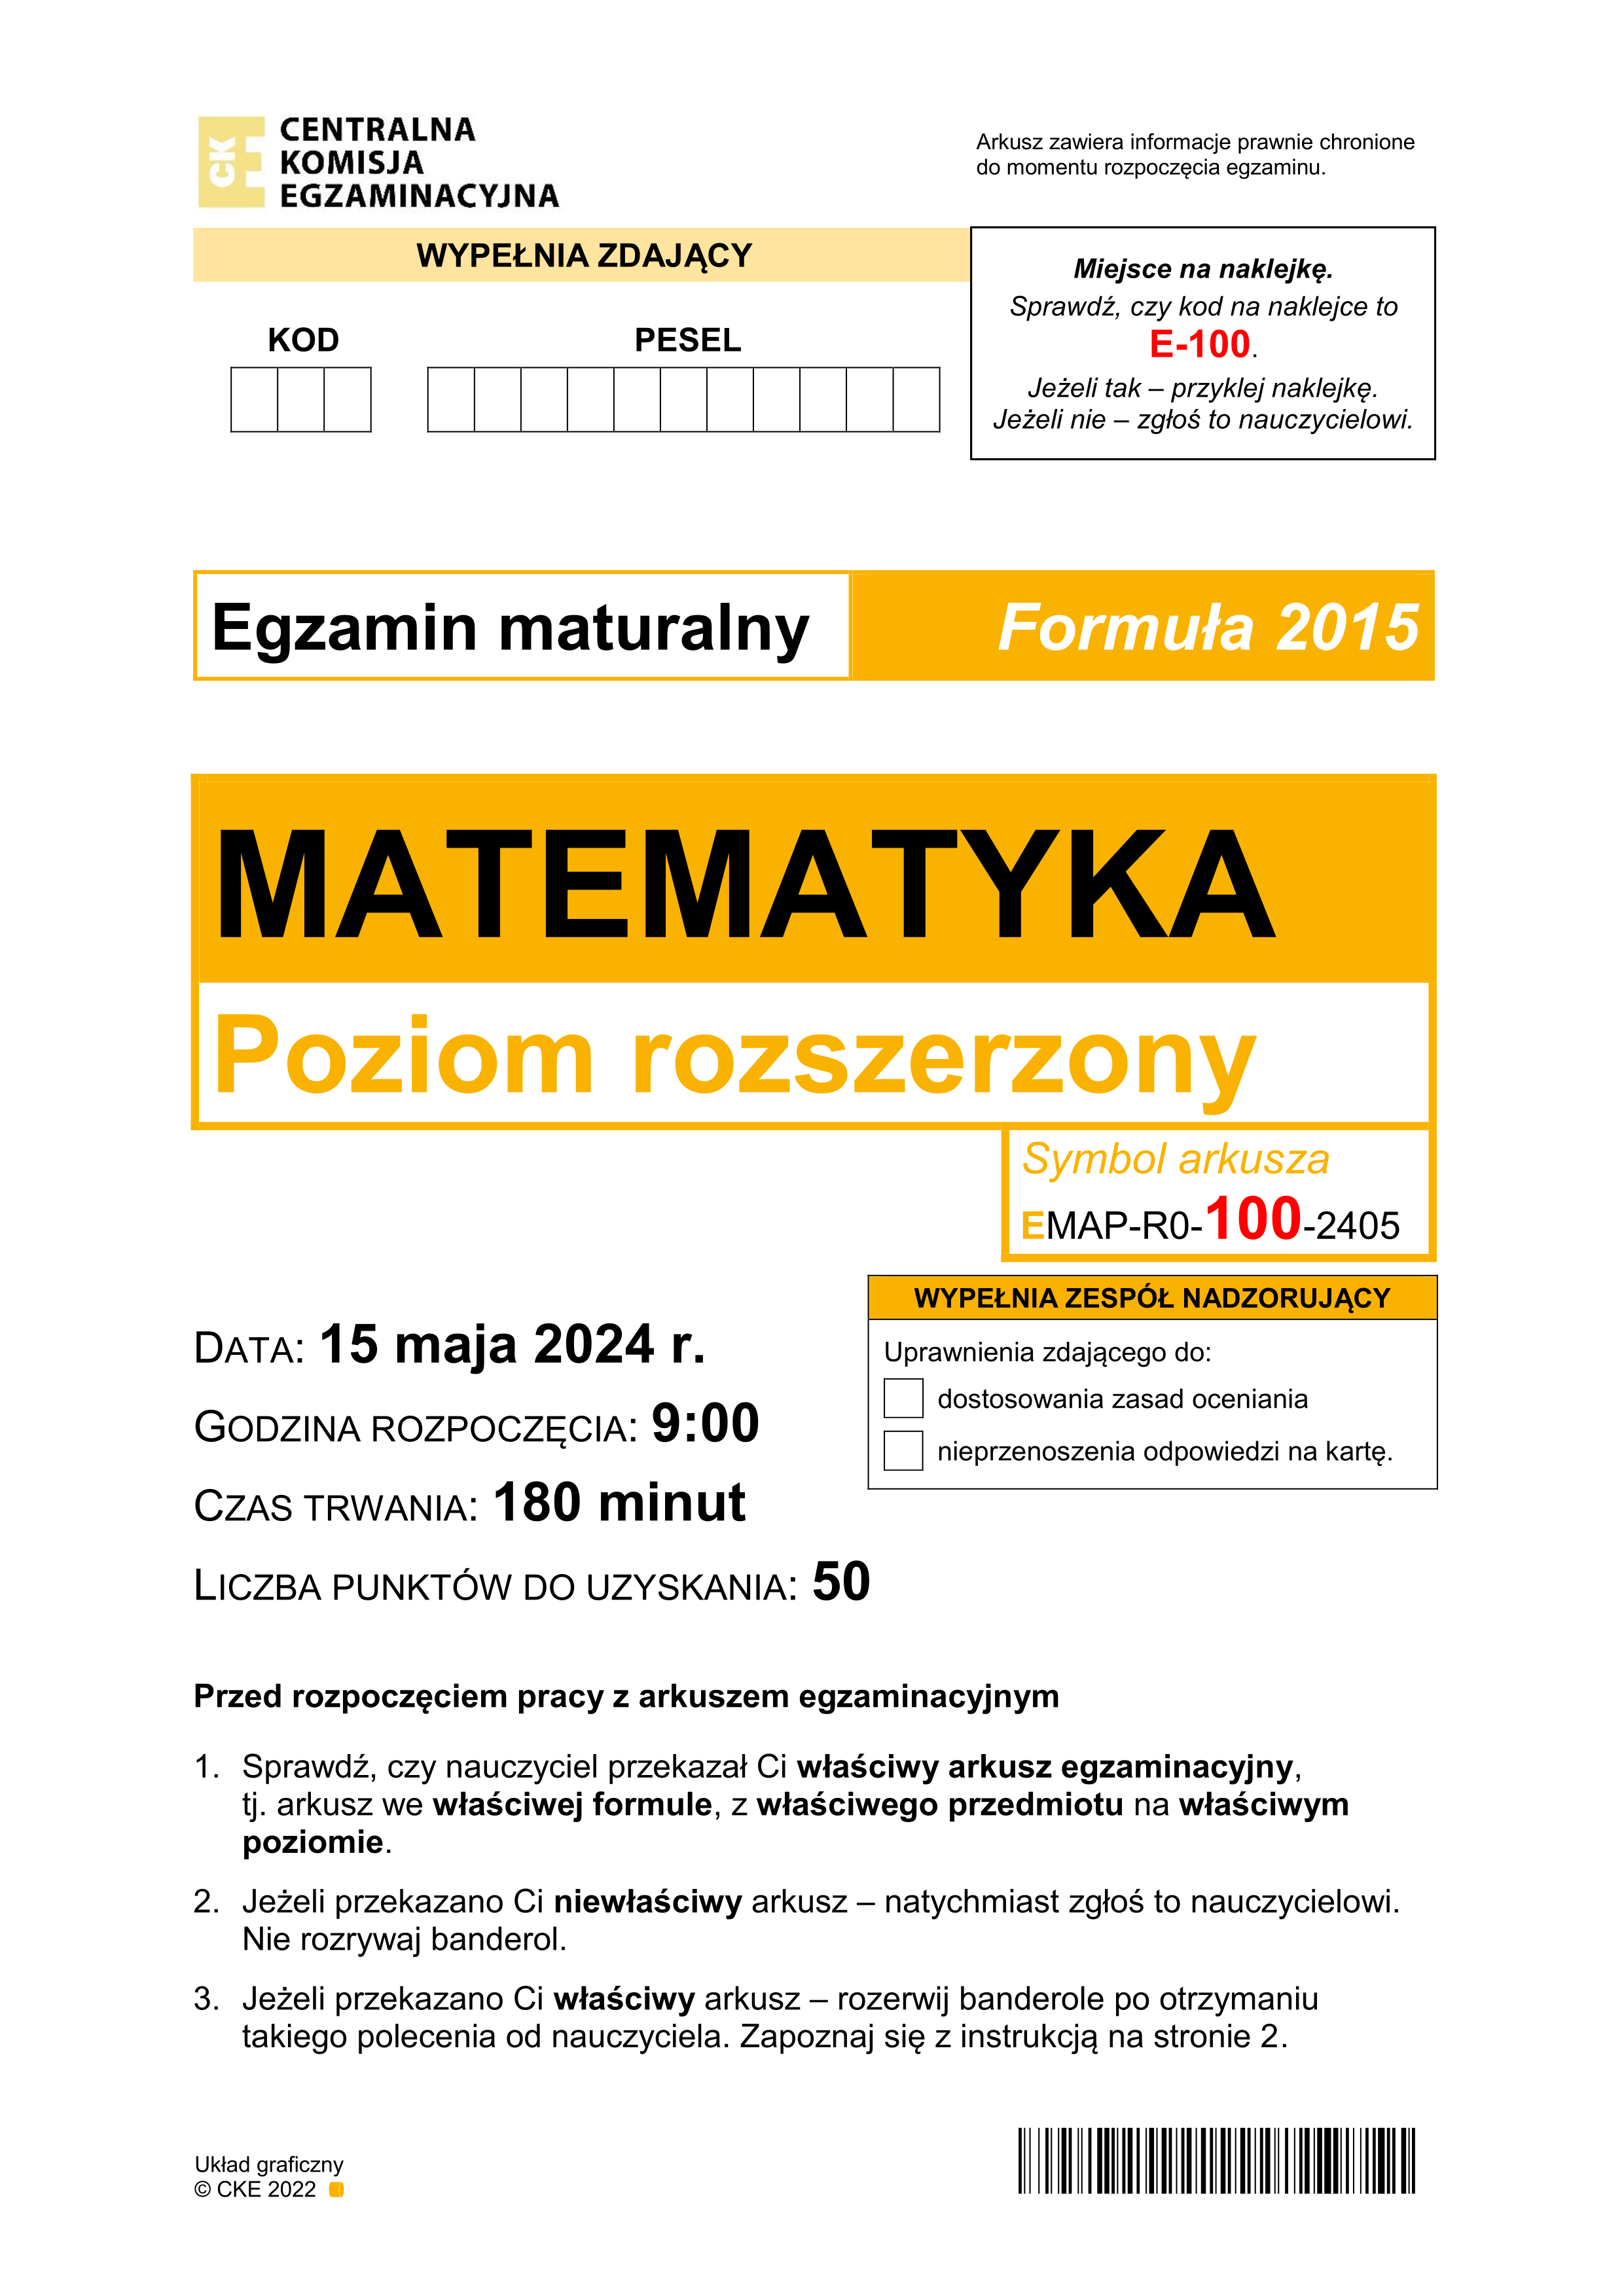 CK
CENTRALNA
KOMISJA
EGZAMINACYJNA
Arkusz zawiera informacje prawnie chronione
do momentu rozpoczęcia egzaminu.
WYPEŁNIA ZDAJĄCY
KOD
PESEL
Miejsce na naklejkę.
Sprawdź, czy kod na naklejce to
E-100.
Jeżeli tak – przyklej naklejkę.
Jeżeli nie – zgłoś to nauczycielowi.
Egzamin maturalny
Formuła 2015
MATEMATYKA
Poziom rozszerzony
Symbol arkusza
EMAP-R0-100-2405
DATA: 15 maja 2024 r.
GODZINA ROZPOCZĘCIA: 9:00
CZAS TRWANIA: 180 minut
LICZBA PUNKTÓW DO UZYSKANIA: 50
WYPEŁNIA ZESPÓŁ NADZORUJĄCY
Uprawnienia zdającego do:
dostosowania zasad oceniania
nieprzenoszenia odpowiedzi na kartę.
Przed rozpoczęciem pracy z arkuszem egzaminacyjnym
1. Sprawdź, czy nauczyciel przekazał Ci właściwy arkusz egzaminacyjny,
tj. arkusz we właściwej formule, z właściwego przedmiotu na właściwym
poziomie.
2. Jeżeli przekazano Ci niewłaściwy arkusz – natychmiast zgłoś to nauczycielowi.
Nie rozrywaj banderol.
3. Jeżeli przekazano Ci właściwy arkusz – rozerwij banderole po otrzymaniu
takiego polecenia od nauczyciela. Zapoznaj się z instrukcją na stronie 2.
Układ graficzny
© CKE 2022